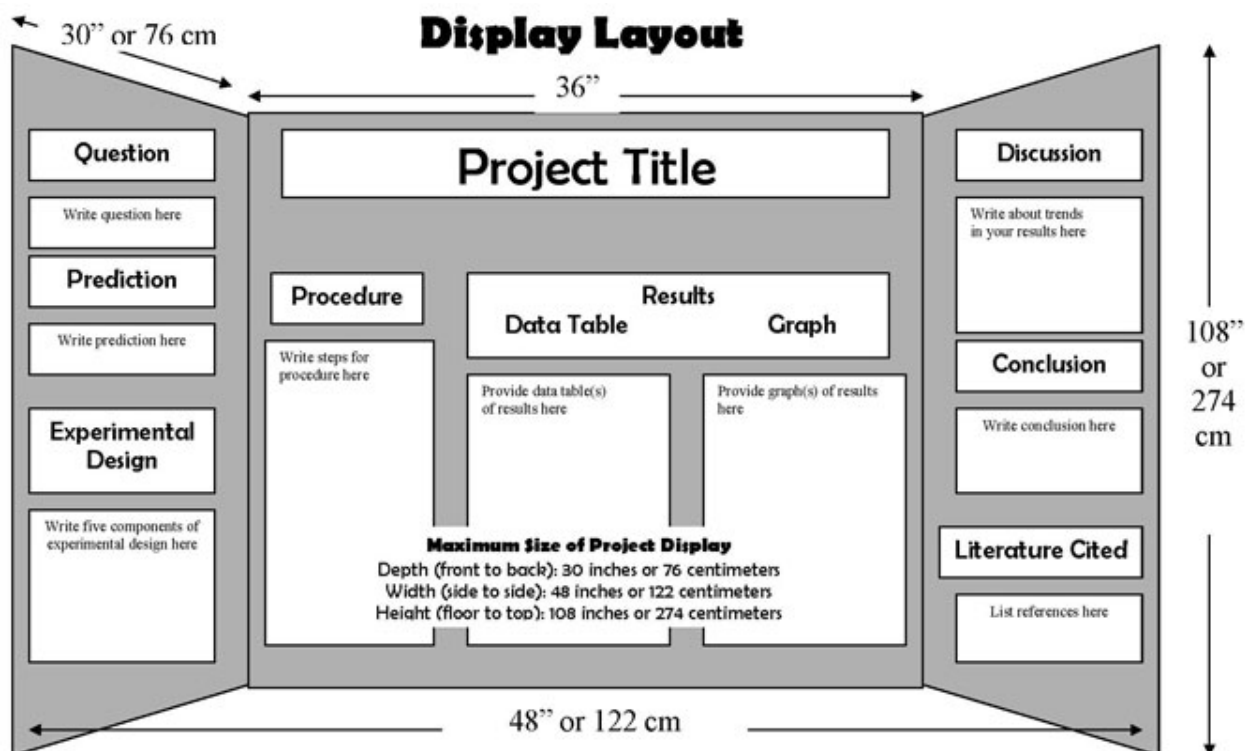 Display Layout
30” or 76 cm
36”
Project Title
Question
Write question here
Prediction
Write prediction here
Experimental
Design
Write five components of
experimental design here
Procedure
Write steps for
procedure here
Results
Data Table Graph
Provide data table(s)
of results here
Provide graph(s) of results
here
Maximum Size of Project Display
Depth (front to back): 30 inches or 76 centimeters
Width (side to side): 48 inches or 122 centimeters
Height (floor to top): 108 inches or 274 centimeters
Discussion
Write about trends
in your results here
Conclusion
Write conclusion here
Literature Cited
List references here
108”
or
274
cm
48” or 122 cm